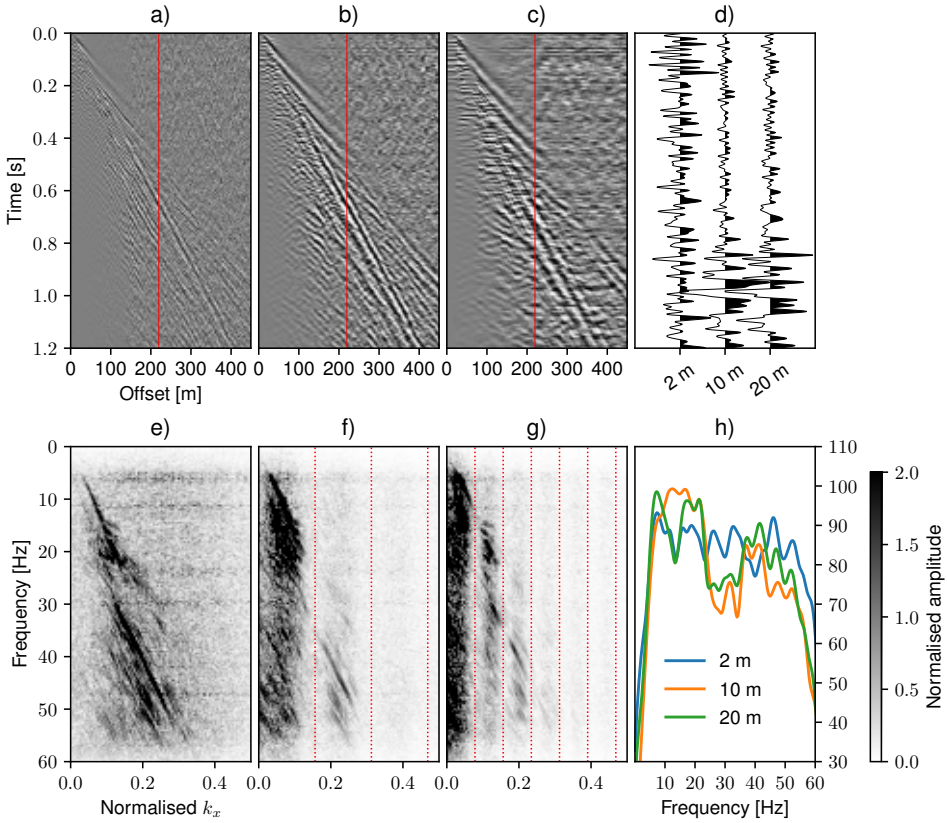 a) b) c) d)
0.0
0.2
0.4
0.6
0.8
1.0
1.2
Time [s]
0 100 200 300 400 0 100 200 300 400 0 100 200 300 400
Offset [m]
2 m 10 m 20 m
e) f) g) h)
0
10
20
30
40
50
60
Frequency [Hz]
0.0 0.2 0.4 0.0 0.2 0.4 0.0 0.2 0.4
Normalised kₓ
2 m
10 m
20 m
10 20 30 40 50 60
Frequency [Hz]
110
100
90
80
70
60
50
40
30
2.0
1.5
1.0
0.5
0.0
Normalised amplitude